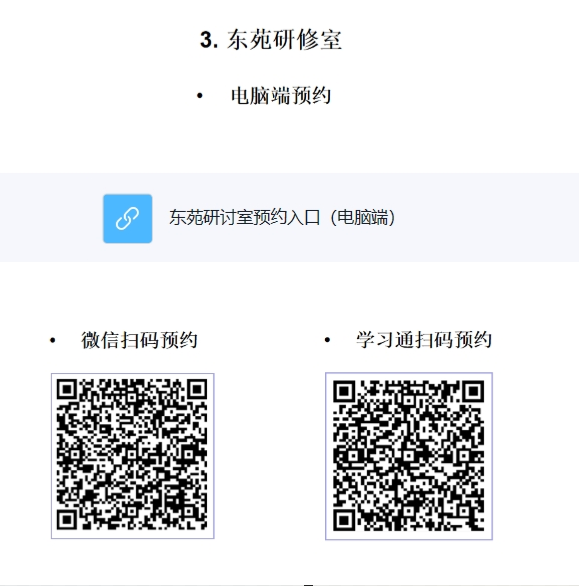 3. 东苑研修室
• 电脑端预约
东苑研讨室预约入口（电脑端）
• 微信扫码预约
• 学习通扫码预约